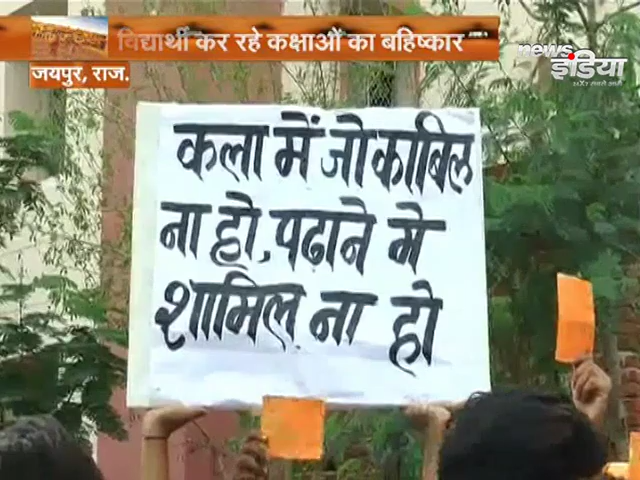 विद्यार्थी कर रहे कक्षाओं का बहिष्कार
जयपुर, राज.
news
इंडिया
कला में जो काबिल
ना हो, पढ़ाने मे
शामिल ना हो